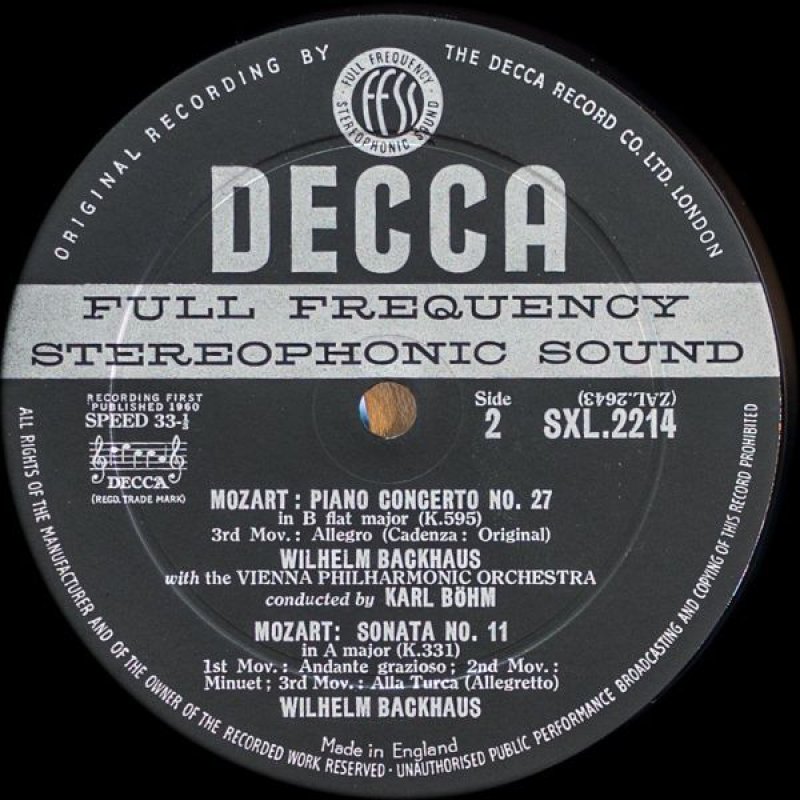 ORIGINAL RECORDING BY THE DECCA RECORD CO. LTD. LONDON
FULL FREQUENCY
ffss
STEREOPHONIC SOUND
DECCA
FULL FREQUENCY
STEREOPHONIC SOUND
RECORDING FIRST
PUBLISHED 1960
SPEED 33-⅓
DECCA
(REGD. TRADE MARK)
Side
2
(ZAL.2643)
SXL.2214
MOZART : PIANO CONCERTO NO. 27
in B flat major (K.595)
3rd Mov.: Allegro (Cadenza: Original)
WILHELM BACKHAUS
with the VIENNA PHILHARMONIC ORCHESTRA
conducted by KARL BÖHM
MOZART: SONATA NO. 11
in A major (K.331)
1st Mov.: Andante grazioso; 2nd Mov.:
Minuet; 3rd Mov.: Alla Turca (Allegretto)
WILHELM BACKHAUS
Made in England
ALL RIGHTS OF THE MANUFACTURER AND OF THE OWNER OF THE RECORDED WORK RESERVED · UNAUTHORISED PUBLIC PERFORMANCE BROADCASTING AND COPYING OF THIS RECORD PROHIBITED